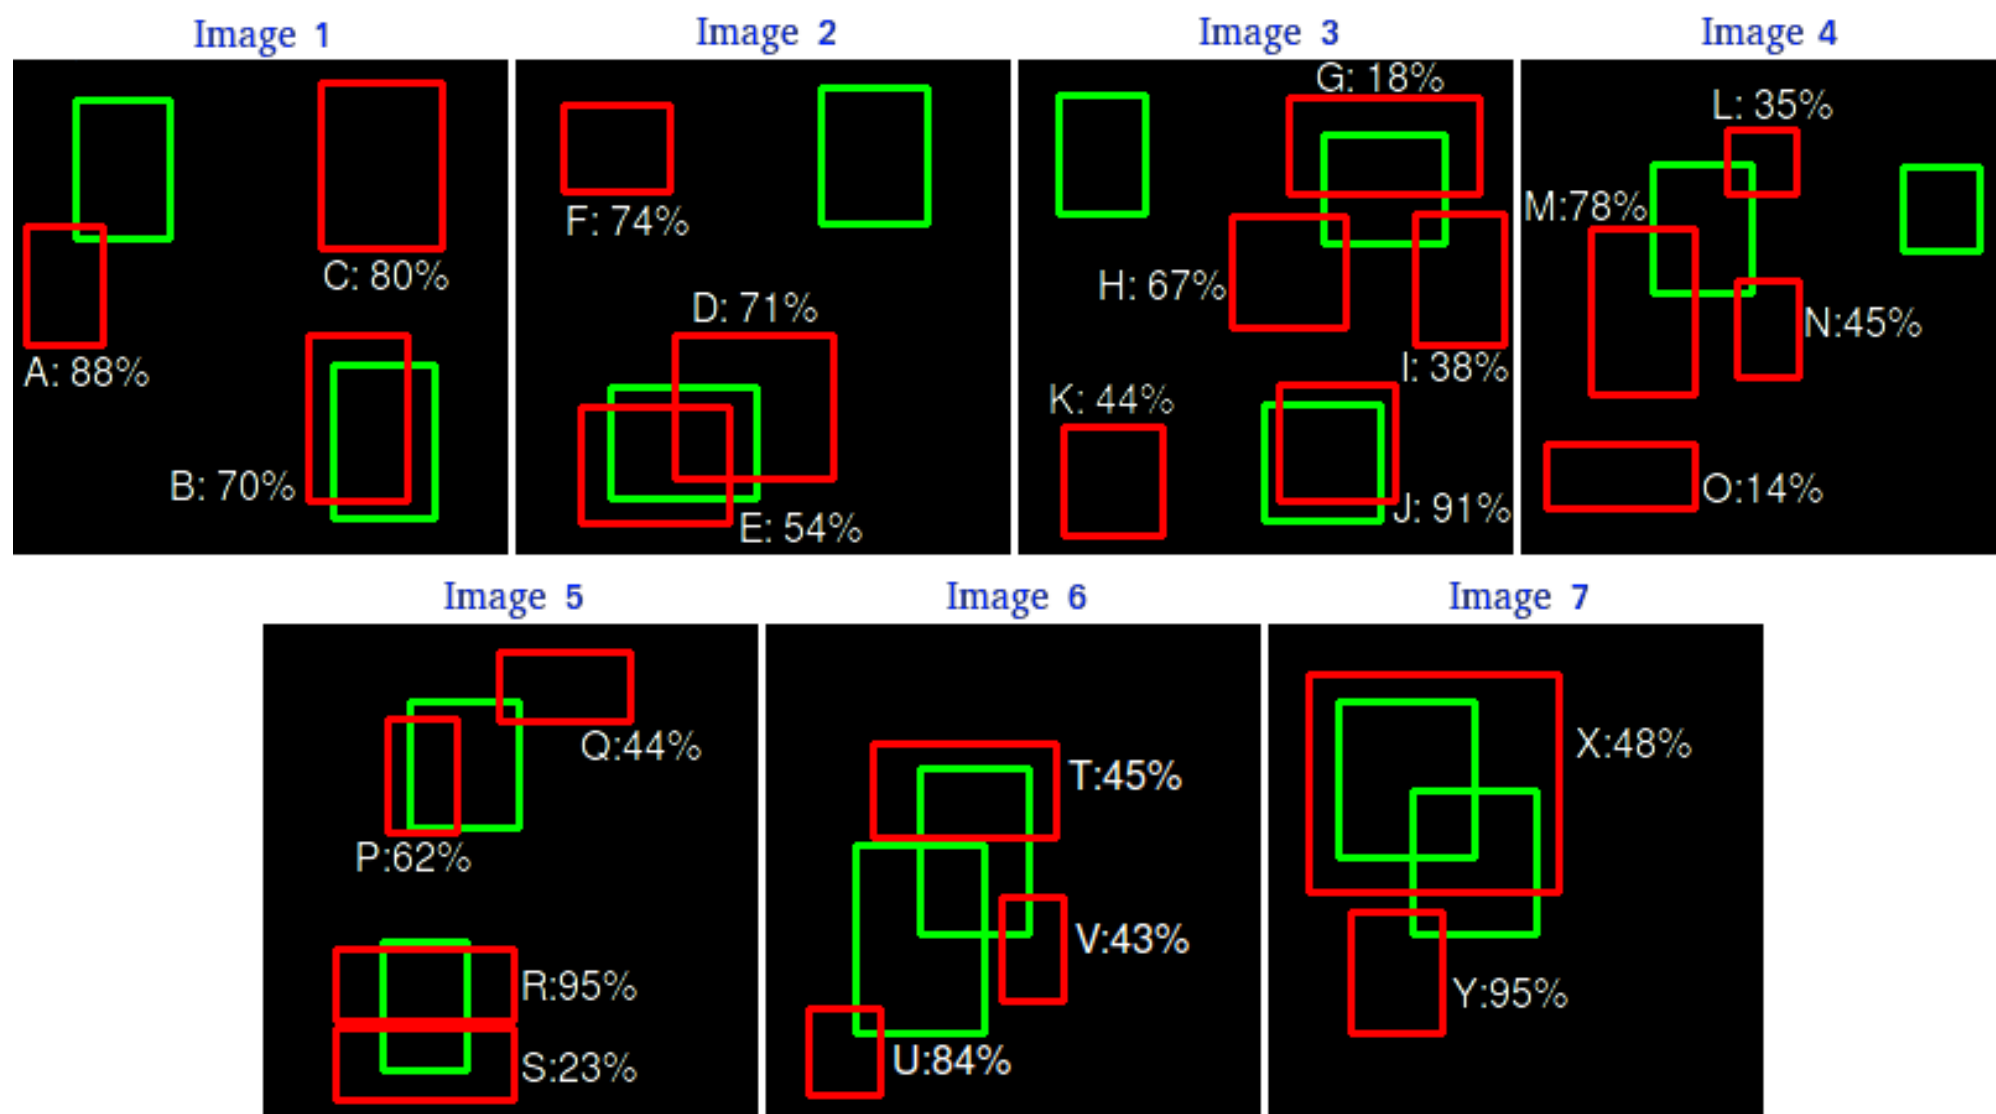 Image 1
Image 2
Image 3
Image 4
A: 88%
C: 80%
B: 70%
F: 74%
D: 71%
E: 54%
G: 18%
H: 67%
I: 38%
K: 44%
J: 91%
L: 35%
M:78%
N:45%
O:14%
Image 5
Image 6
Image 7
Q:44%
P:62%
R:95%
S:23%
T:45%
V:43%
U:84%
X:48%
Y:95%